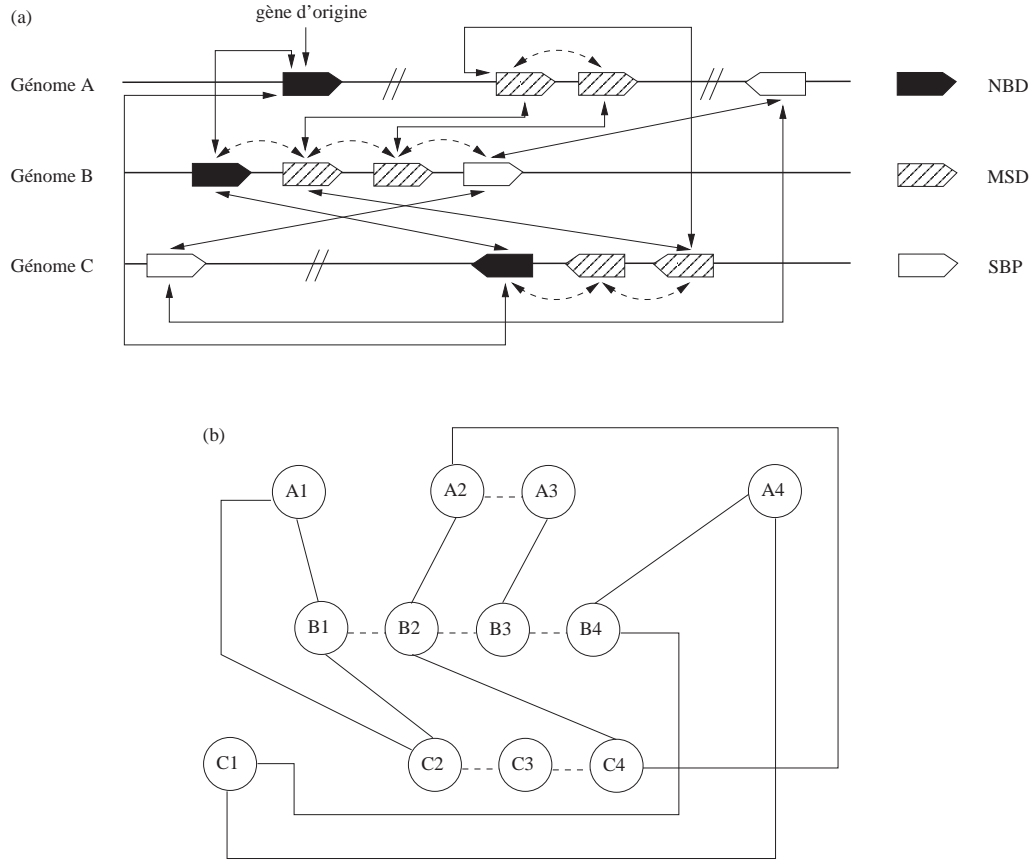 (a)
gène d'origine
Génome A
NBD
Génome B
MSD
Génome C
SBP
(b)
A1 A2 A3 A4
B1 B2 B3 B4
C1 C2 C3 C4